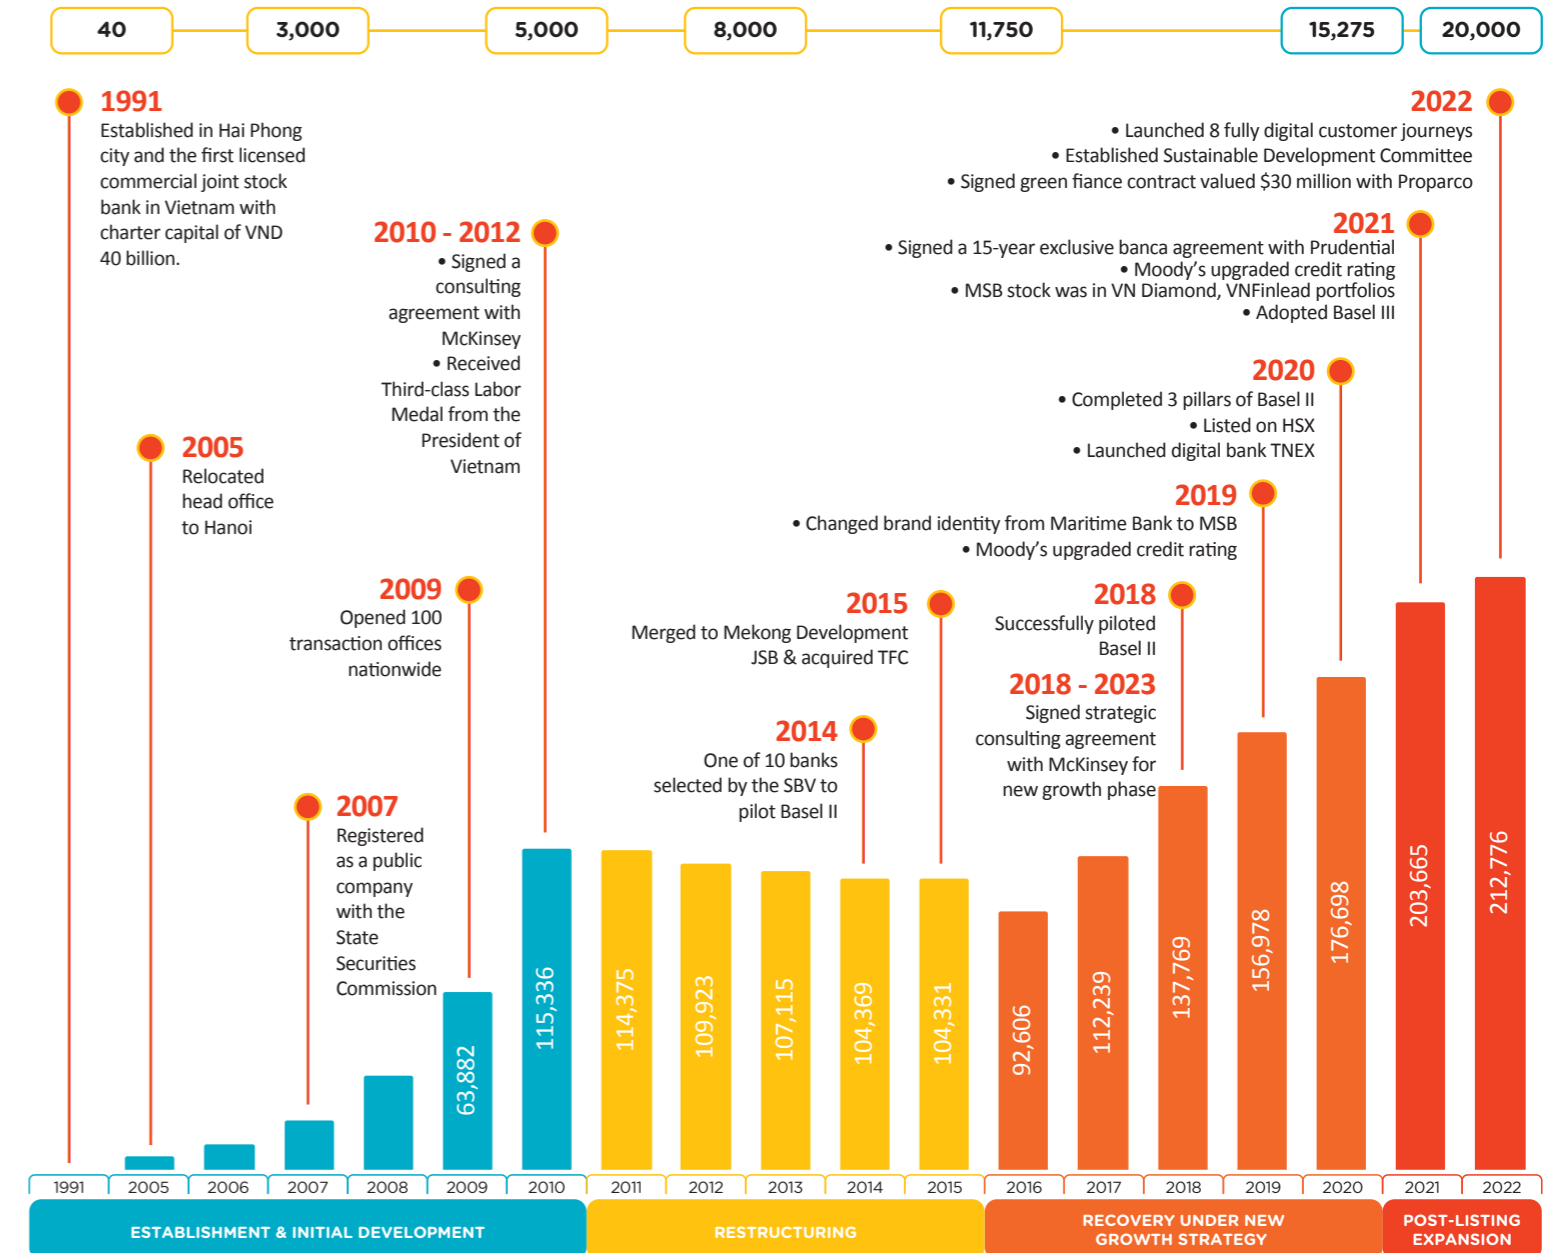 40
3,000
5,000
8,000
11,750
15,275
20,000
1991
Established in Hai Phong
city and the first licensed
commercial joint stock
bank in Vietnam with
charter capital of VND
40 billion.
2005
Relocated
head office
to Hanoi
2007
Registered
as a public
company
with the
State
Securities
Commission
2009
Opened 100
transaction offices
nationwide
2010 - 2012
• Signed a
consulting
agreement with
McKinsey
• Received
Third-class Labor
Medal from the
President of
Vietnam
2014
One of 10 banks
selected by the SBV to
pilot Basel II
2015
Merged to Mekong Development
JSB & acquired TFC
2018
Successfully piloted
Basel II
2018 - 2023
Signed strategic
consulting agreement
with McKinsey for
new growth phase
2019
• Changed brand identity from Maritime Bank to MSB
• Moody's upgraded credit rating
2020
• Completed 3 pillars of Basel II
• Listed on HSX
• Launched digital bank TNEX
2021
• Signed a 15-year exclusive banca agreement with Prudential
• Moody's upgraded credit rating
• MSB stock was in VN Diamond, VNFinlead portfolios
• Adopted Basel III
2022
• Launched 8 fully digital customer journeys
• Established Sustainable Development Committee
• Signed green fiance contract valued $30 million with Proparco
63,882
115,336
114,375
109,923
107,115
104,369
104,331
92,606
112,239
137,769
156,978
176,698
203,665
212,776
1991
2005
2006
2007
2008
2009
2010
2011
2012
2013
2014
2015
2016
2017
2018
2019
2020
2021
2022
ESTABLISHMENT & INITIAL DEVELOPMENT
RESTRUCTURING
RECOVERY UNDER NEW
GROWTH STRATEGY
POST-LISTING
EXPANSION